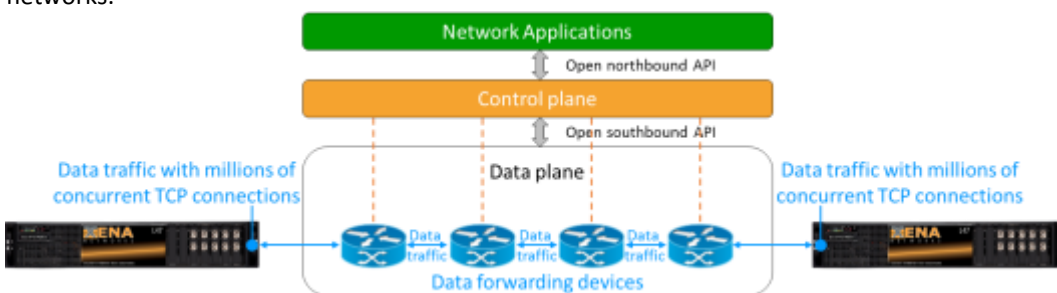 networks.
Network Applications
Open northbound API
Control plane
Open southbound API
Data traffic with millions of
concurrent TCP connections
Data plane
Data traffic with millions of
concurrent TCP connections
XENA
NETWORKS
XENA
NETWORKS
Data
traffic
Data
traffic
Data
traffic
Data forwarding devices